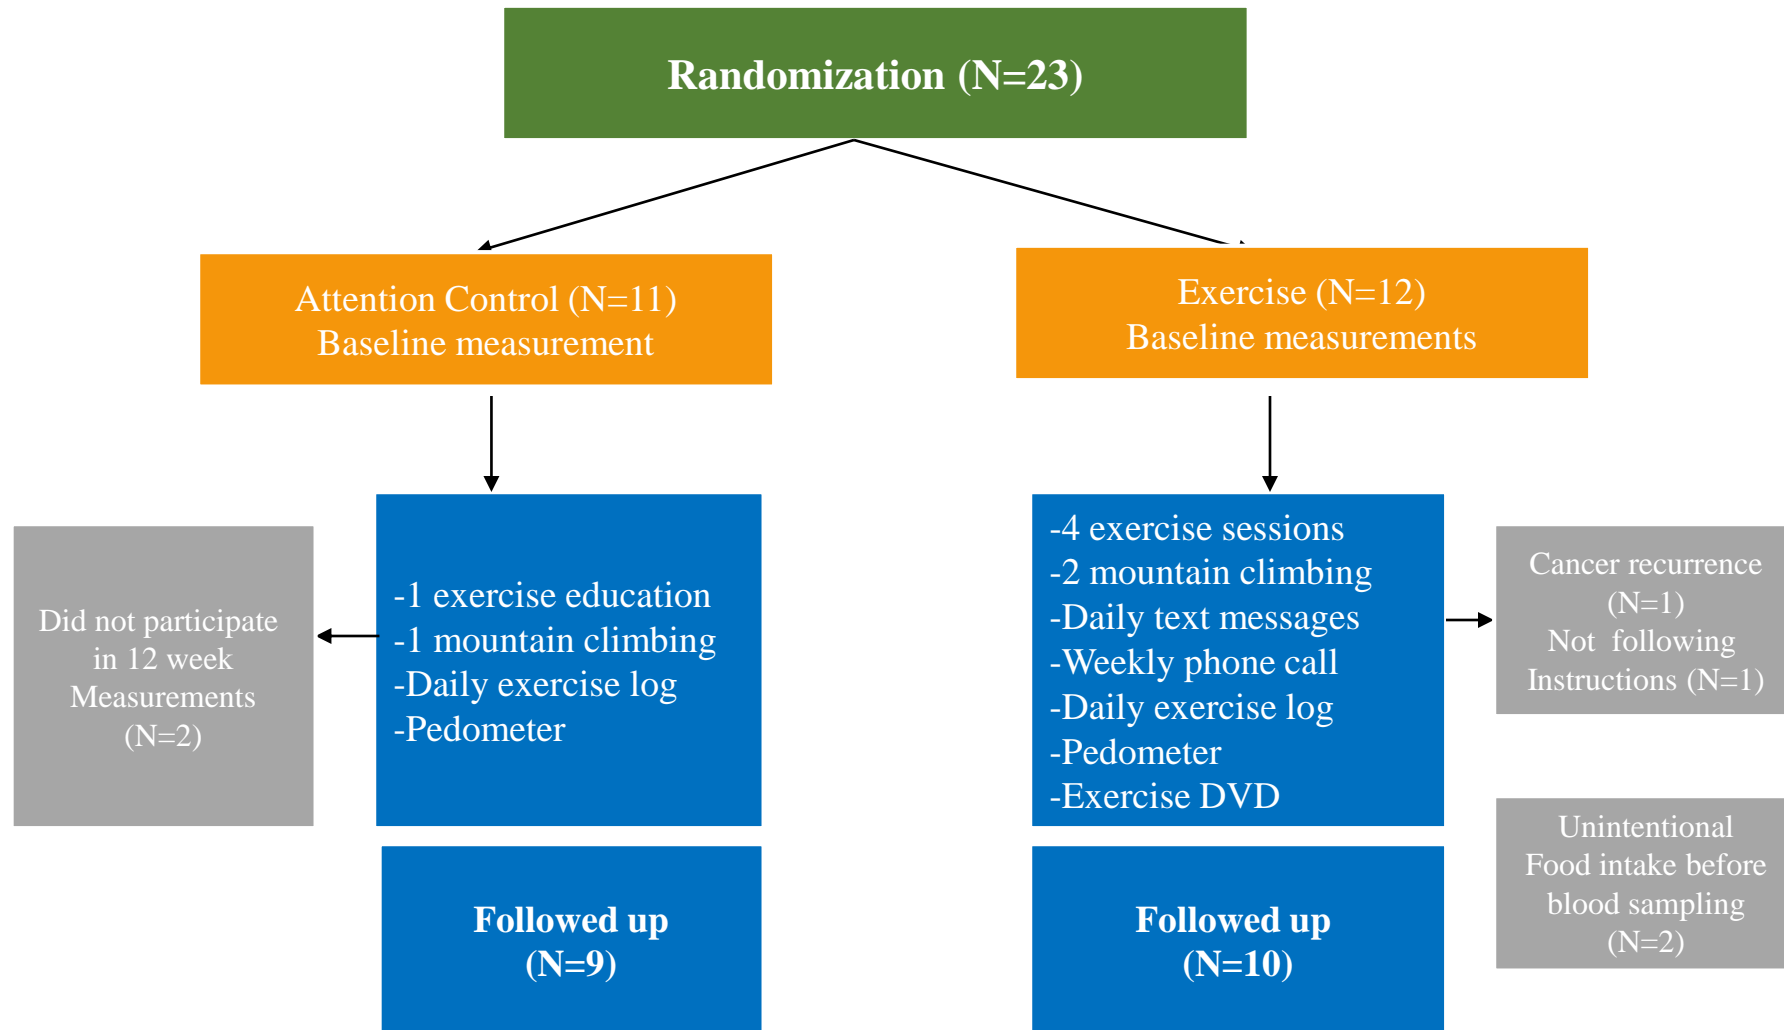 Randomization (N=23)
Attention Control (N=11)
Baseline measurement
Exercise (N=12)
Baseline measurements
Did not participate
in 12 week
Measurements
(N=2)
-1 exercise education
-1 mountain climbing
-Daily exercise log
-Pedometer
-4 exercise sessions
-2 mountain climbing
-Daily text messages
-Weekly phone call
-Daily exercise log
-Pedometer
-Exercise DVD
Cancer recurrence
(N=1)
Not following
Instructions (N=1)
Followed up
(N=9)
Followed up
(N=10)
Unintentional
Food intake before
blood sampling
(N=2)